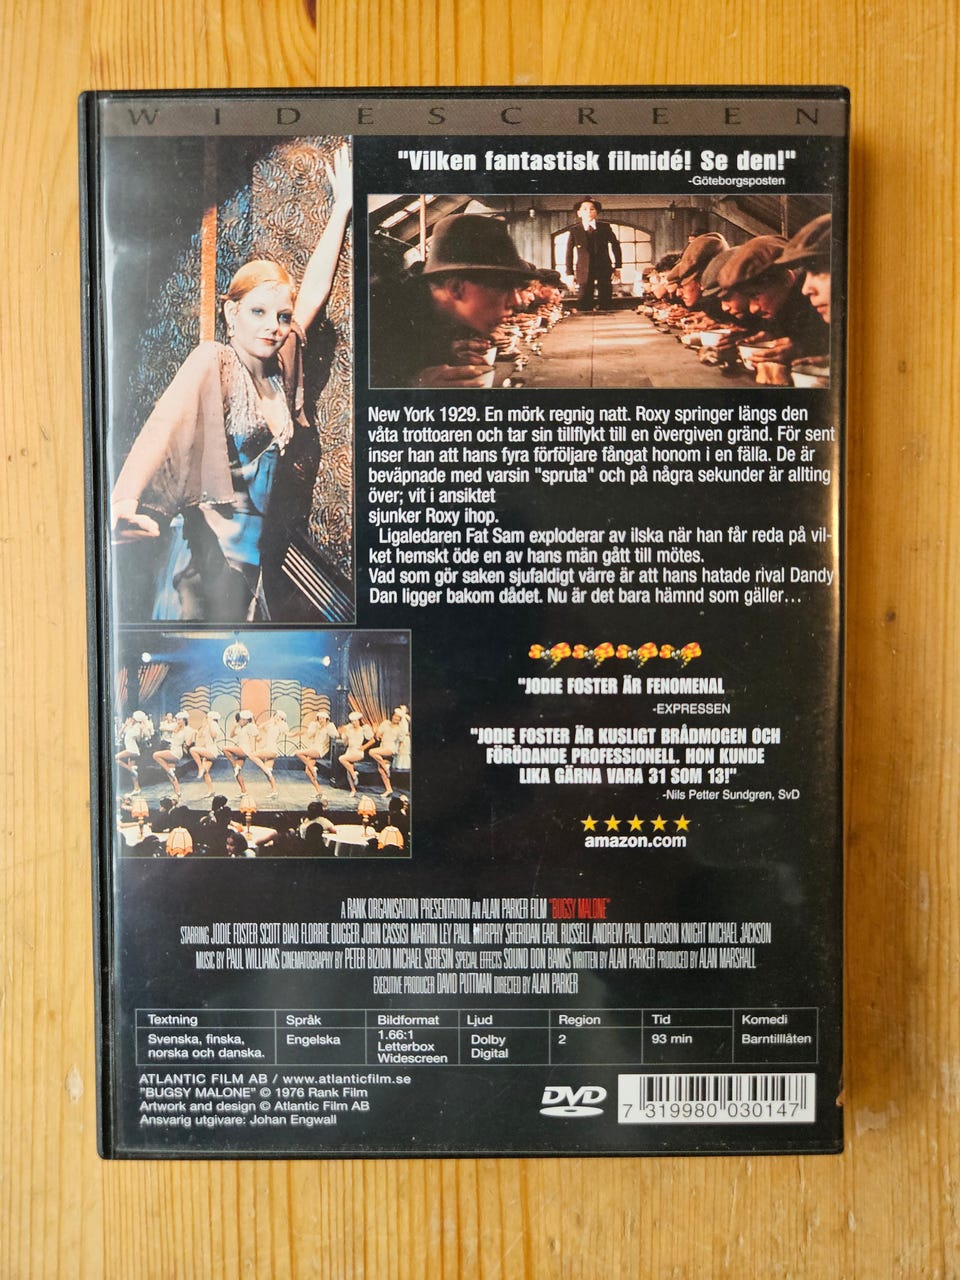 WIDESCREEN
"Vilken fantastisk filmidé! Se den!"
-Göteborgsposten
New York 1929. En mörk regnig natt. Roxy springer längs den
våta trottoaren och tar sin tillflykt till en övergiven gränd. För sent
inser han att hans fyra förföljare fångat honom i en fälla. De är
beväpnade med varsin "spruta" och på några sekunder är allting
över; vit i ansiktet
sjunker Roxy ihop.
Ligaledaren Fat Sam exploderar av ilska när han får reda på vil-
ket hemskt öde en av hans män gått till mötes.
Vad som gör saken sjufaldigt värre är att hans hatade rival Dandy
Dan ligger bakom dådet. Nu är det bara hämnd som gäller...
"JODIE FOSTER ÄR FENOMENAL
-EXPRESSEN
"JODIE FOSTER ÄR KUSLIGT BRÅDMOGEN OCH
FÖRÖDANDE PROFESSIONELL. HON KUNDE
LIKA GÄRNA VARA 31 SOM 13!"
-Nils Petter Sundgren, SvD
amazon.com
A RANK ORGANISATION PRESENTATION AN ALAN PARKER FILM "BUGSY MALONE"
STARRING JODIE FOSTER SCOTT BIAO FLORRIE DUGGER JOHN CASSISI MARTIN LEY PAUL MURPHY SHERIDAN EARL RUSSELL ANDREW PAUL DAVIDSON KNIGHT MICHAEL JACKSON
MUSIC BY PAUL WILLIAMS CINEMATOGRAPHY BY PETER BIZION MICHAEL SERESIN SPECIAL EFFECTS SOUND DON BANKS WRITTEN BY ALAN PARKER PRODUCED BY ALAN MARSHALL
EXECUTIVE PRODUCER DAVID PUTTMAN DIRECTED BY ALAN PARKER
Textning Språk Bildformat Ljud Region Tid Komedi
Svenska, finska, Engelska 1.66:1 Dolby 2 93 min Barntilllåten
norska och danska. Letterbox Digital
Widescreen
ATLANTIC FILM AB / www.atlanticfilm.se
"BUGSY MALONE" © 1976 Rank Film
Artwork and design © Atlantic Film AB
Ansvarig utgivare: Johan Engwall
DVD
7 319980 030147